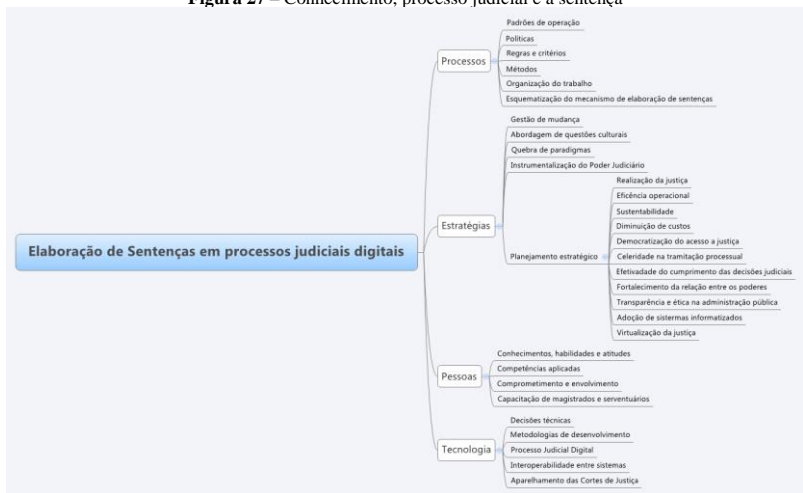 Figura 27 – Conhecimento, processo judicial e a sentença
Processos
Padrões de operação
Políticas
Regras e critérios
Métodos
Organização do trabalho
Esquematização do mecanismo de elaboração de sentenças
Estratégias
Gestão de mudança
Abordagem de questões culturais
Quebra de paradigmas
Instrumentalização do Poder Judiciário
Planejamento estratégico
Realização da justiça
Eficência operacional
Sustentabilidade
Diminuição de custos
Democratização do acesso a justiça
Celeridade na tramitação processual
Efetivadade do cumprimento das decisões judiciais
Fortalecimento da relação entre os poderes
Transparência e ética na administração pública
Adoção de sistermas informatizados
Virtualização da justiça
Elaboração de Sentenças em processos judiciais digitais
Pessoas
Conhecimentos, habilidades e atitudes
Competências aplicadas
Comprometimento e envolvimento
Capacitação de magistrados e serventuários
Tecnologia
Decisões técnicas
Metodologias de desenvolvimento
Processo Judicial Digital
Interoperabilidade entre sistemas
Aparelhamento das Cortes de Justiça